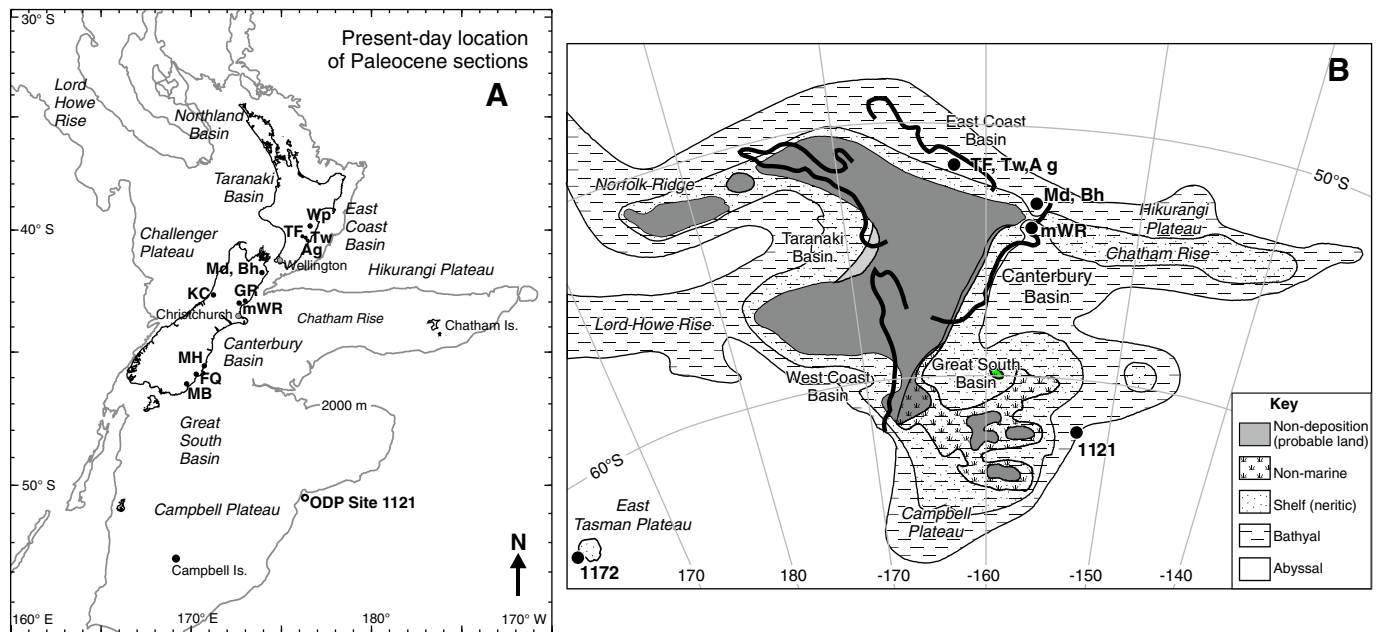 30° S
Present-day location
of Paleocene sections
A
Lord
Howe
Rise
Northland
Basin
Taranaki
Basin
Wp
East
Coast
Basin
TF
Tw
Ag
40° S
Challenger
Plateau
Wellington
Md, Bh
Hikurangi Plateau
KC
GR
mWR
Christchurch
Chatham Rise
Chatham Is.
Canterbury
Basin
MH
FQ
MB
2000 m
Great
South
Basin
50° S
ODP Site 1121
Campbell Plateau
N
Campbell Is.
160° E
170° E
180°
170° W
B
East Coast
Basin
TF, Tw,A g
50°S
Norfolk Ridge
Md, Bh
Hikurangi
Plateau
mWR
Taranaki
Basin
Chatham Rise
Canterbury
Basin
Lord Howe Rise
Great South
Basin
West Coast
Basin
1121
60°S
East
Tasman Plateau
Campbell
Plateau
1172
170
180
-170
-160
-150
-140
Key
Non-deposition
(probable land)
Non-marine
Shelf (neritic)
Bathyal
Abyssal